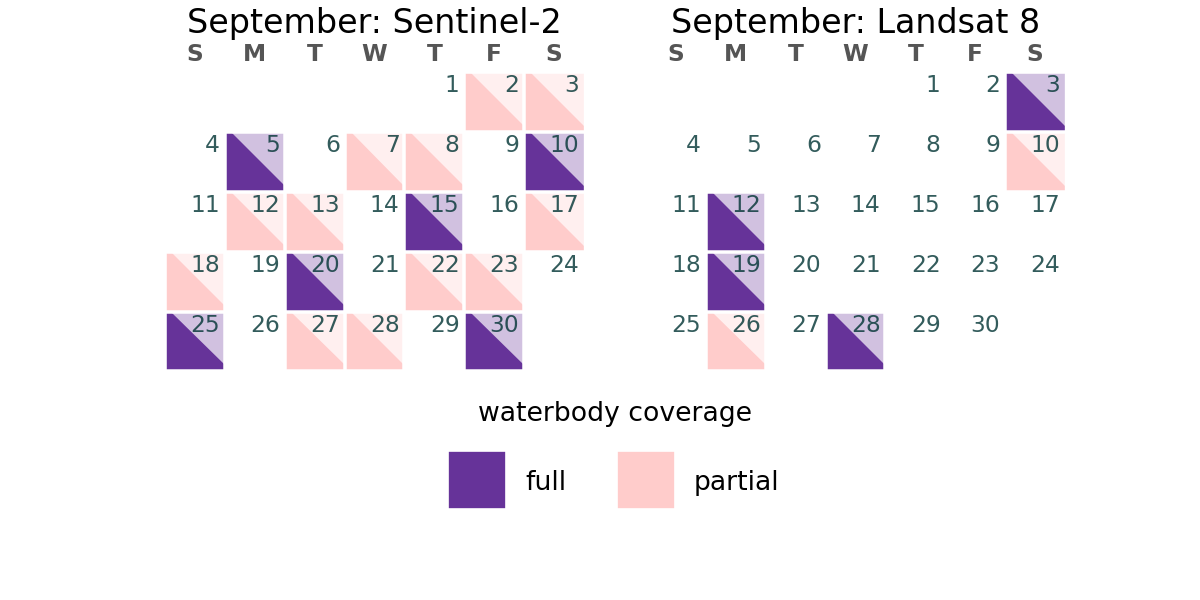 September: Sentinel-2
S M T W T F S
1 2 3
4 5 6 7 8 9 10
11 12 13 14 15 16 17
18 19 20 21 22 23 24
25 26 27 28 29 30
September: Landsat 8
S M T W T F S
1 2 3
4 5 6 7 8 9 10
11 12 13 14 15 16 17
18 19 20 21 22 23 24
25 26 27 28 29 30
waterbody coverage
full partial